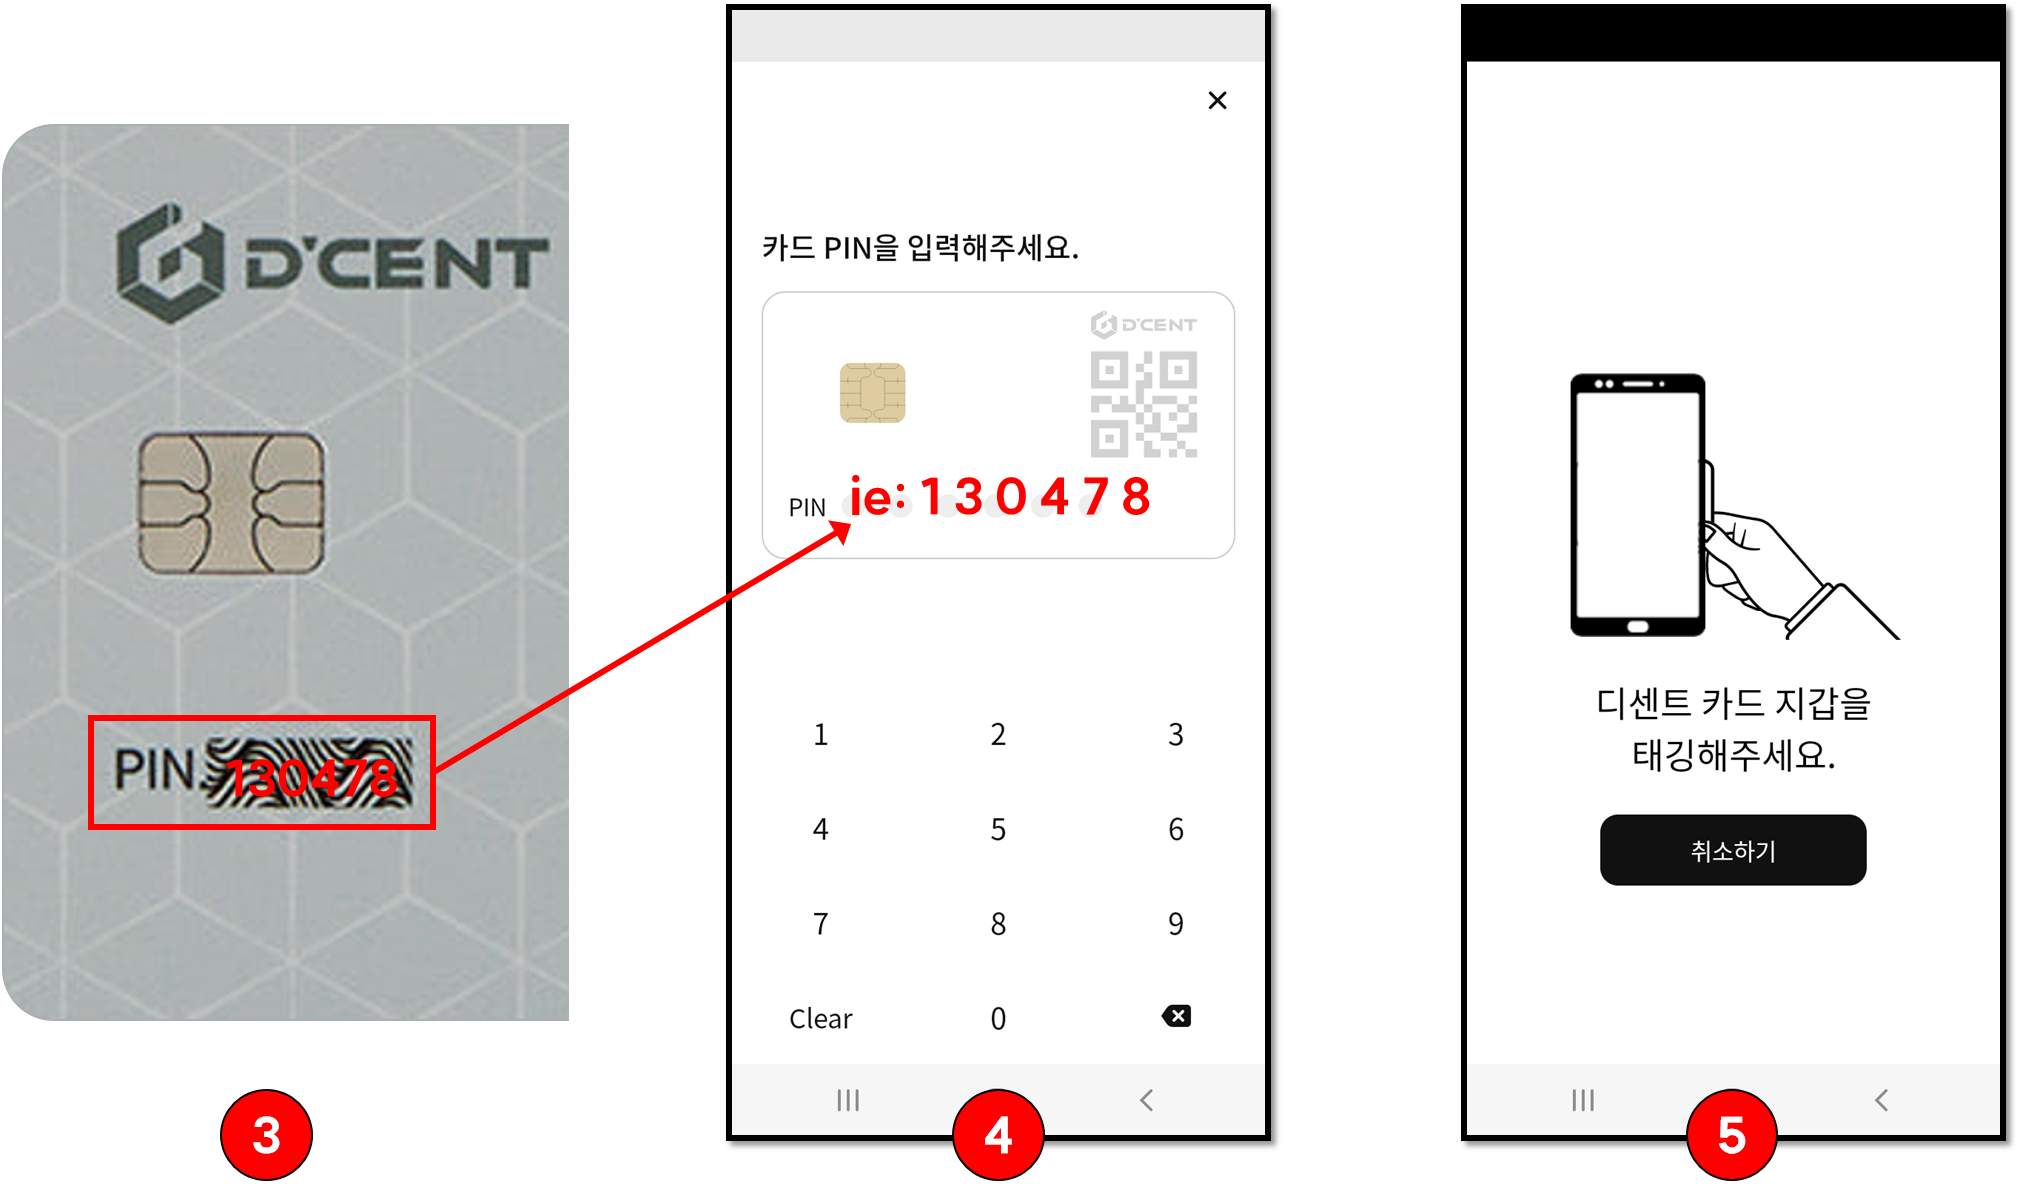 D'CENT
PIN. 130478
3
카드 PIN을 입력해주세요.
D'CENT
PIN ie: 1 3 0 4 7 8
1 2 3
4 5 6
7 8 9
Clear 0
4
디센트 카드 지갑을
태깅해주세요.
취소하기
5